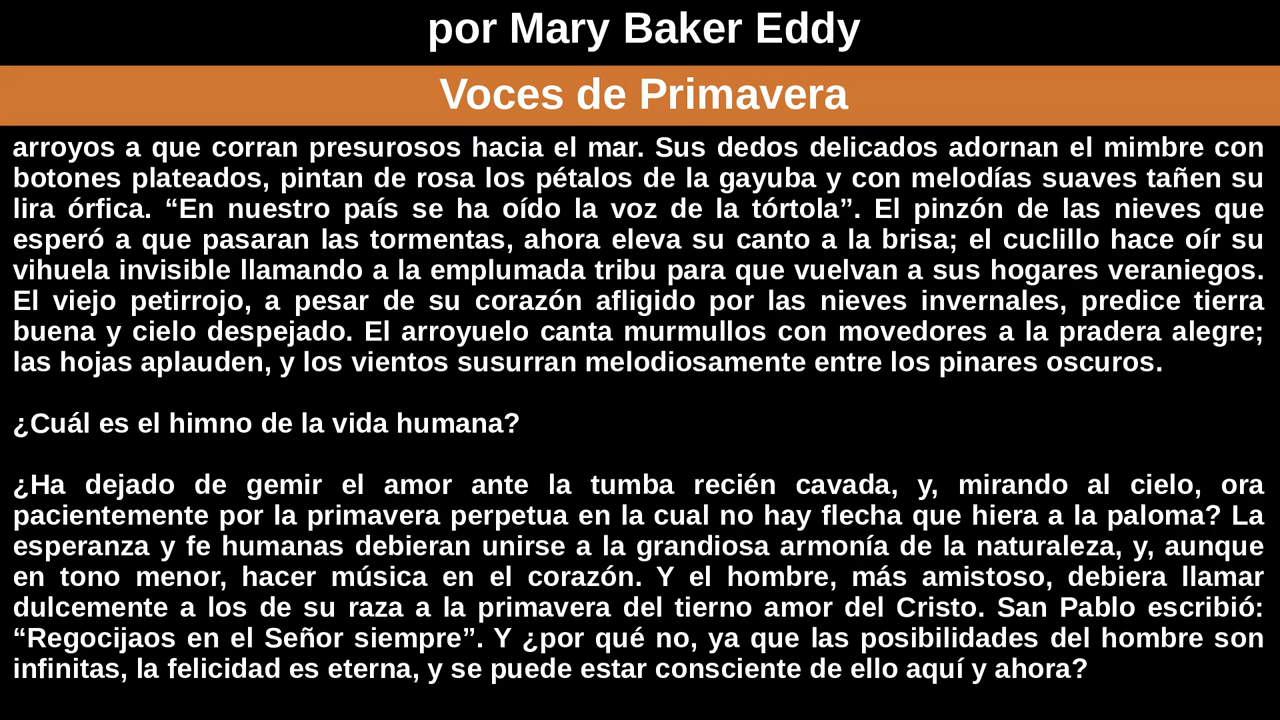 por Mary Baker Eddy
Voces de Primavera
arroyos a que corran presurosos hacia el mar. Sus dedos delicados adornan el mimbre con
botones plateados, pintan de rosa los pétalos de la gayuba y con melodías suaves tañen su
lira órfica. “En nuestro país se ha oído la voz de la tórtola”. El pinzón de las nieves que
esperó a que pasaran las tormentas, ahora eleva su canto a la brisa; el cuclillo hace oír su
vihuela invisible llamando a la emplumada tribu para que vuelvan a sus hogares veraniegos.
El viejo petirrojo, a pesar de su corazón afligido por las nieves invernales, predice tierra
buena y cielo despejado. El arroyuelo canta murmullos con movedores a la pradera alegre;
las hojas aplauden, y los vientos susurran melodiosamente entre los pinares oscuros.
¿Cuál es el himno de la vida humana?
¿Ha dejado de gemir el amor ante la tumba recién cavada, y, mirando al cielo, ora
pacientemente por la primavera perpetua en la cual no hay flecha que hiera a la paloma? La
esperanza y fe humanas debieran unirse a la grandiosa armonía de la naturaleza, y, aunque
en tono menor, hacer música en el corazón. Y el hombre, más amistoso, debiera llamar
dulcemente a los de su raza a la primavera del tierno amor del Cristo. San Pablo escribió:
“Regocijaos en el Señor siempre”. Y ¿por qué no, ya que las posibilidades del hombre son
infinitas, la felicidad es eterna, y se puede estar consciente de ello aquí y ahora?